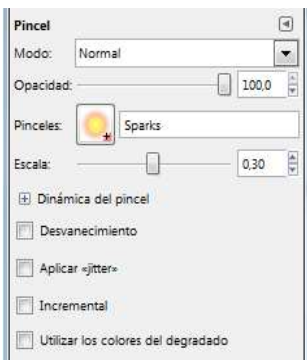 Pincel
Modo: Normal
Opacidad: 100,0
Pinceles: Sparks
Escala: 0,30
Dinámica del pincel
Desvanecimiento
Aplicar «jitter»
Incremental
Utilizar los colores del degradado